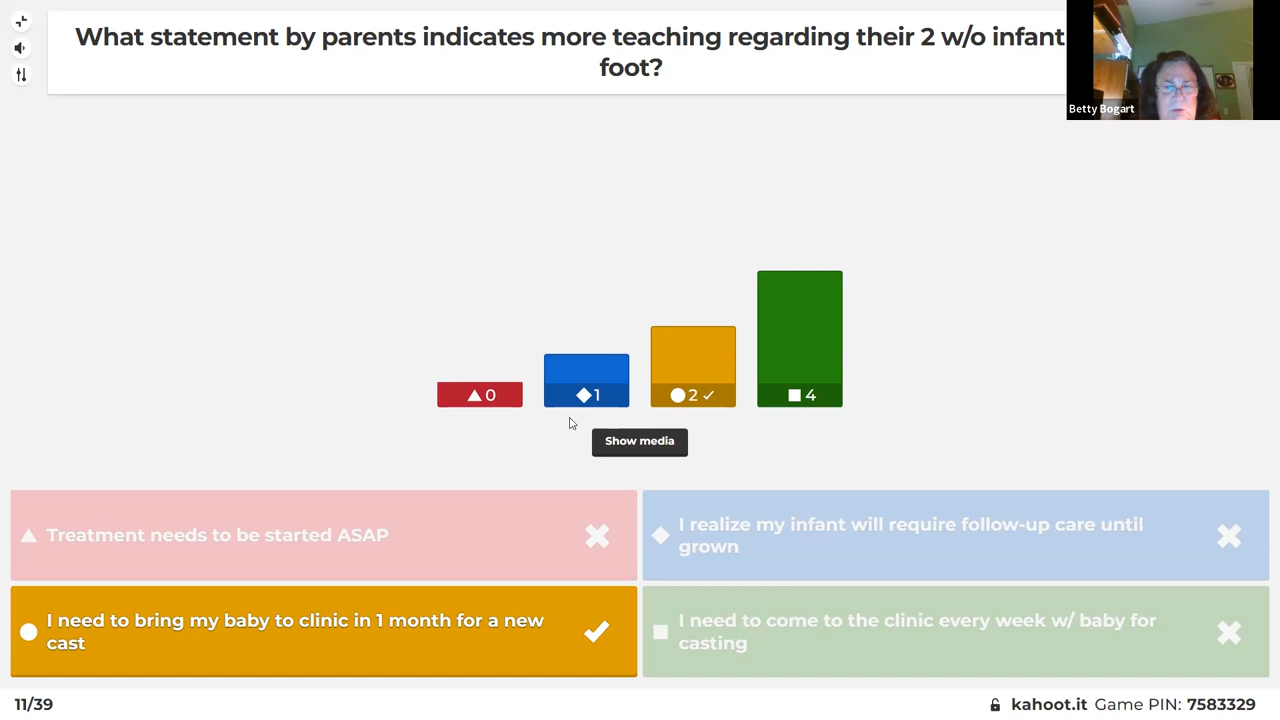 What statement by parents indicates more teaching regarding their 2 w/o infant
foot?
Betty Bogart
0
1
2
4
Show media
Treatment needs to be started ASAP
I realize my infant will require follow-up care until
grown
I need to bring my baby to clinic in 1 month for a new
cast
I need to come to the clinic every week w/ baby for
casting
11/39
kahoot.it Game PIN: 7583329